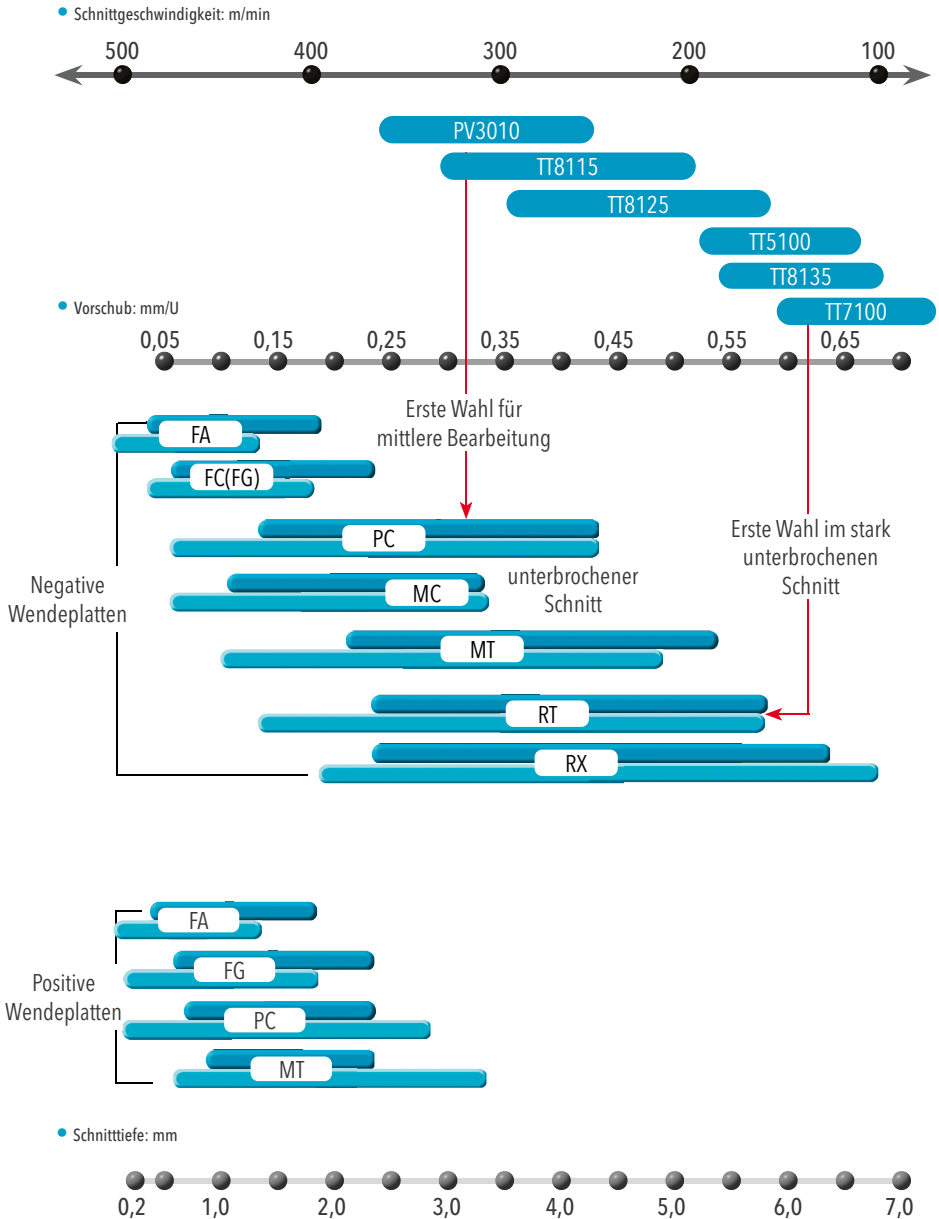 Schnittgeschwindigkeit: m/min
500 400 300 200 100
PV3010
TT8115
TT8125
TT5100
TT8135
TT7100
Vorschub: mm/U
0,05 0,15 0,25 0,35 0,45 0,55 0,65
Erste Wahl für
mittlere Bearbeitung
Erste Wahl im stark
unterbrochenen
Schnitt
Negative
Wendeplatten
FA
FC(FG)
PC
MC
unterbrochener
Schnitt
MT
RT
RX
Positive
Wendeplatten
FA
FG
PC
MT
Schnitttiefe: mm
0,2 1,0 2,0 3,0 4,0 5,0 6,0 7,0